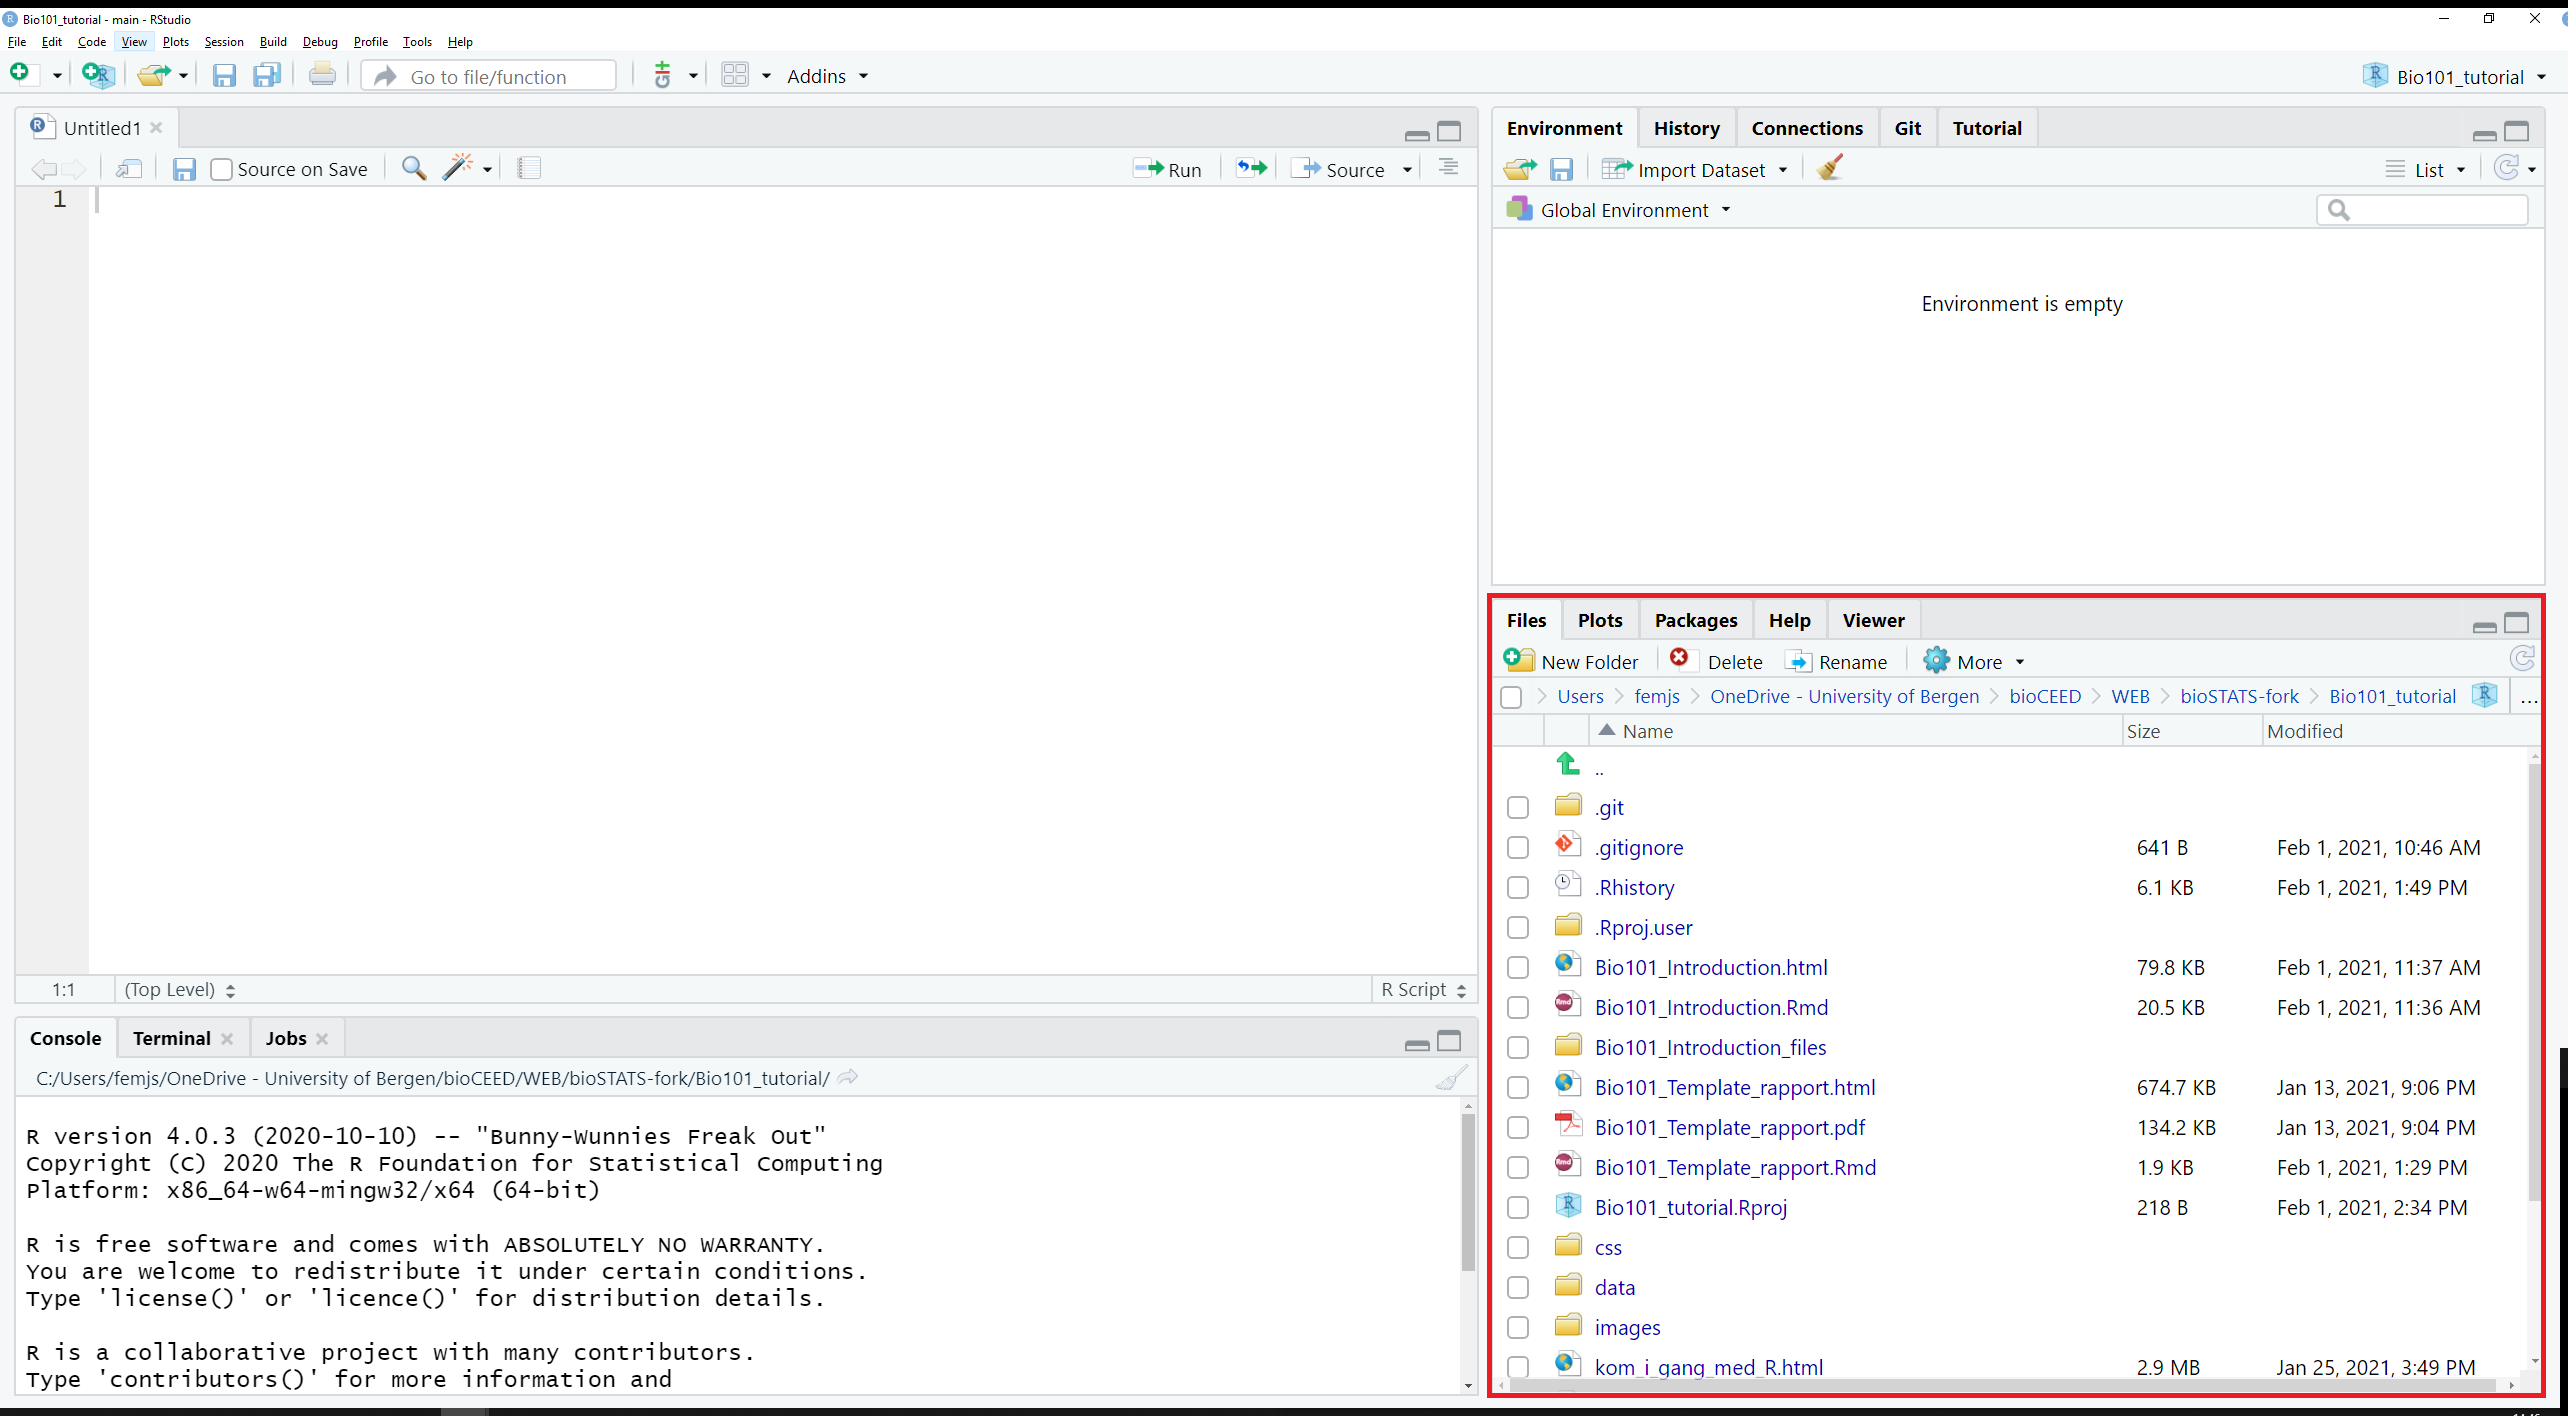 Bio101_tutorial - main - RStudio
File Edit Code View Plots Session Build Debug Profile Tools Help
Go to file/function Addins Bio101_tutorial
Untitled1
Source on Save Run Source
1
1:1 (Top Level) R Script
Console Terminal Jobs
C:/Users/femjs/OneDrive - University of Bergen/bioCEED/WEB/bioSTATS-fork/Bio101_tutorial/
R version 4.0.3 (2020-10-10) -- "Bunny-Wunnies Freak Out"
Copyright (C) 2020 The R Foundation for Statistical Computing
Platform: x86_64-w64-mingw32/x64 (64-bit)
R is free software and comes with ABSOLUTELY NO WARRANTY.
You are welcome to redistribute it under certain conditions.
Type 'license()' or 'licence()' for distribution details.
R is a collaborative project with many contributors.
Type 'contributors()' for more information and
Environment History Connections Git Tutorial
Import Dataset List
Global Environment
Environment is empty
Files Plots Packages Help Viewer
New Folder Delete Rename More
Users femjs OneDrive - University of Bergen bioCEED WEB bioSTATS-fork Bio101_tutorial ...
Name Size Modified
..
.git
.gitignore 641 B Feb 1, 2021, 10:46 AM
.Rhistory 6.1 KB Feb 1, 2021, 1:49 PM
.Rproj.user
Bio101_Introduction.html 79.8 KB Feb 1, 2021, 11:37 AM
Bio101_Introduction.Rmd 20.5 KB Feb 1, 2021, 11:36 AM
Bio101_Introduction_files
Bio101_Template_rapport.html 674.7 KB Jan 13, 2021, 9:06 PM
Bio101_Template_rapport.pdf 134.2 KB Jan 13, 2021, 9:04 PM
Bio101_Template_rapport.Rmd 1.9 KB Feb 1, 2021, 1:29 PM
Bio101_tutorial.Rproj 218 B Feb 1, 2021, 2:34 PM
css
data
images
kom_i_gang_med_R.html 2.9 MB Jan 25, 2021, 3:49 PM